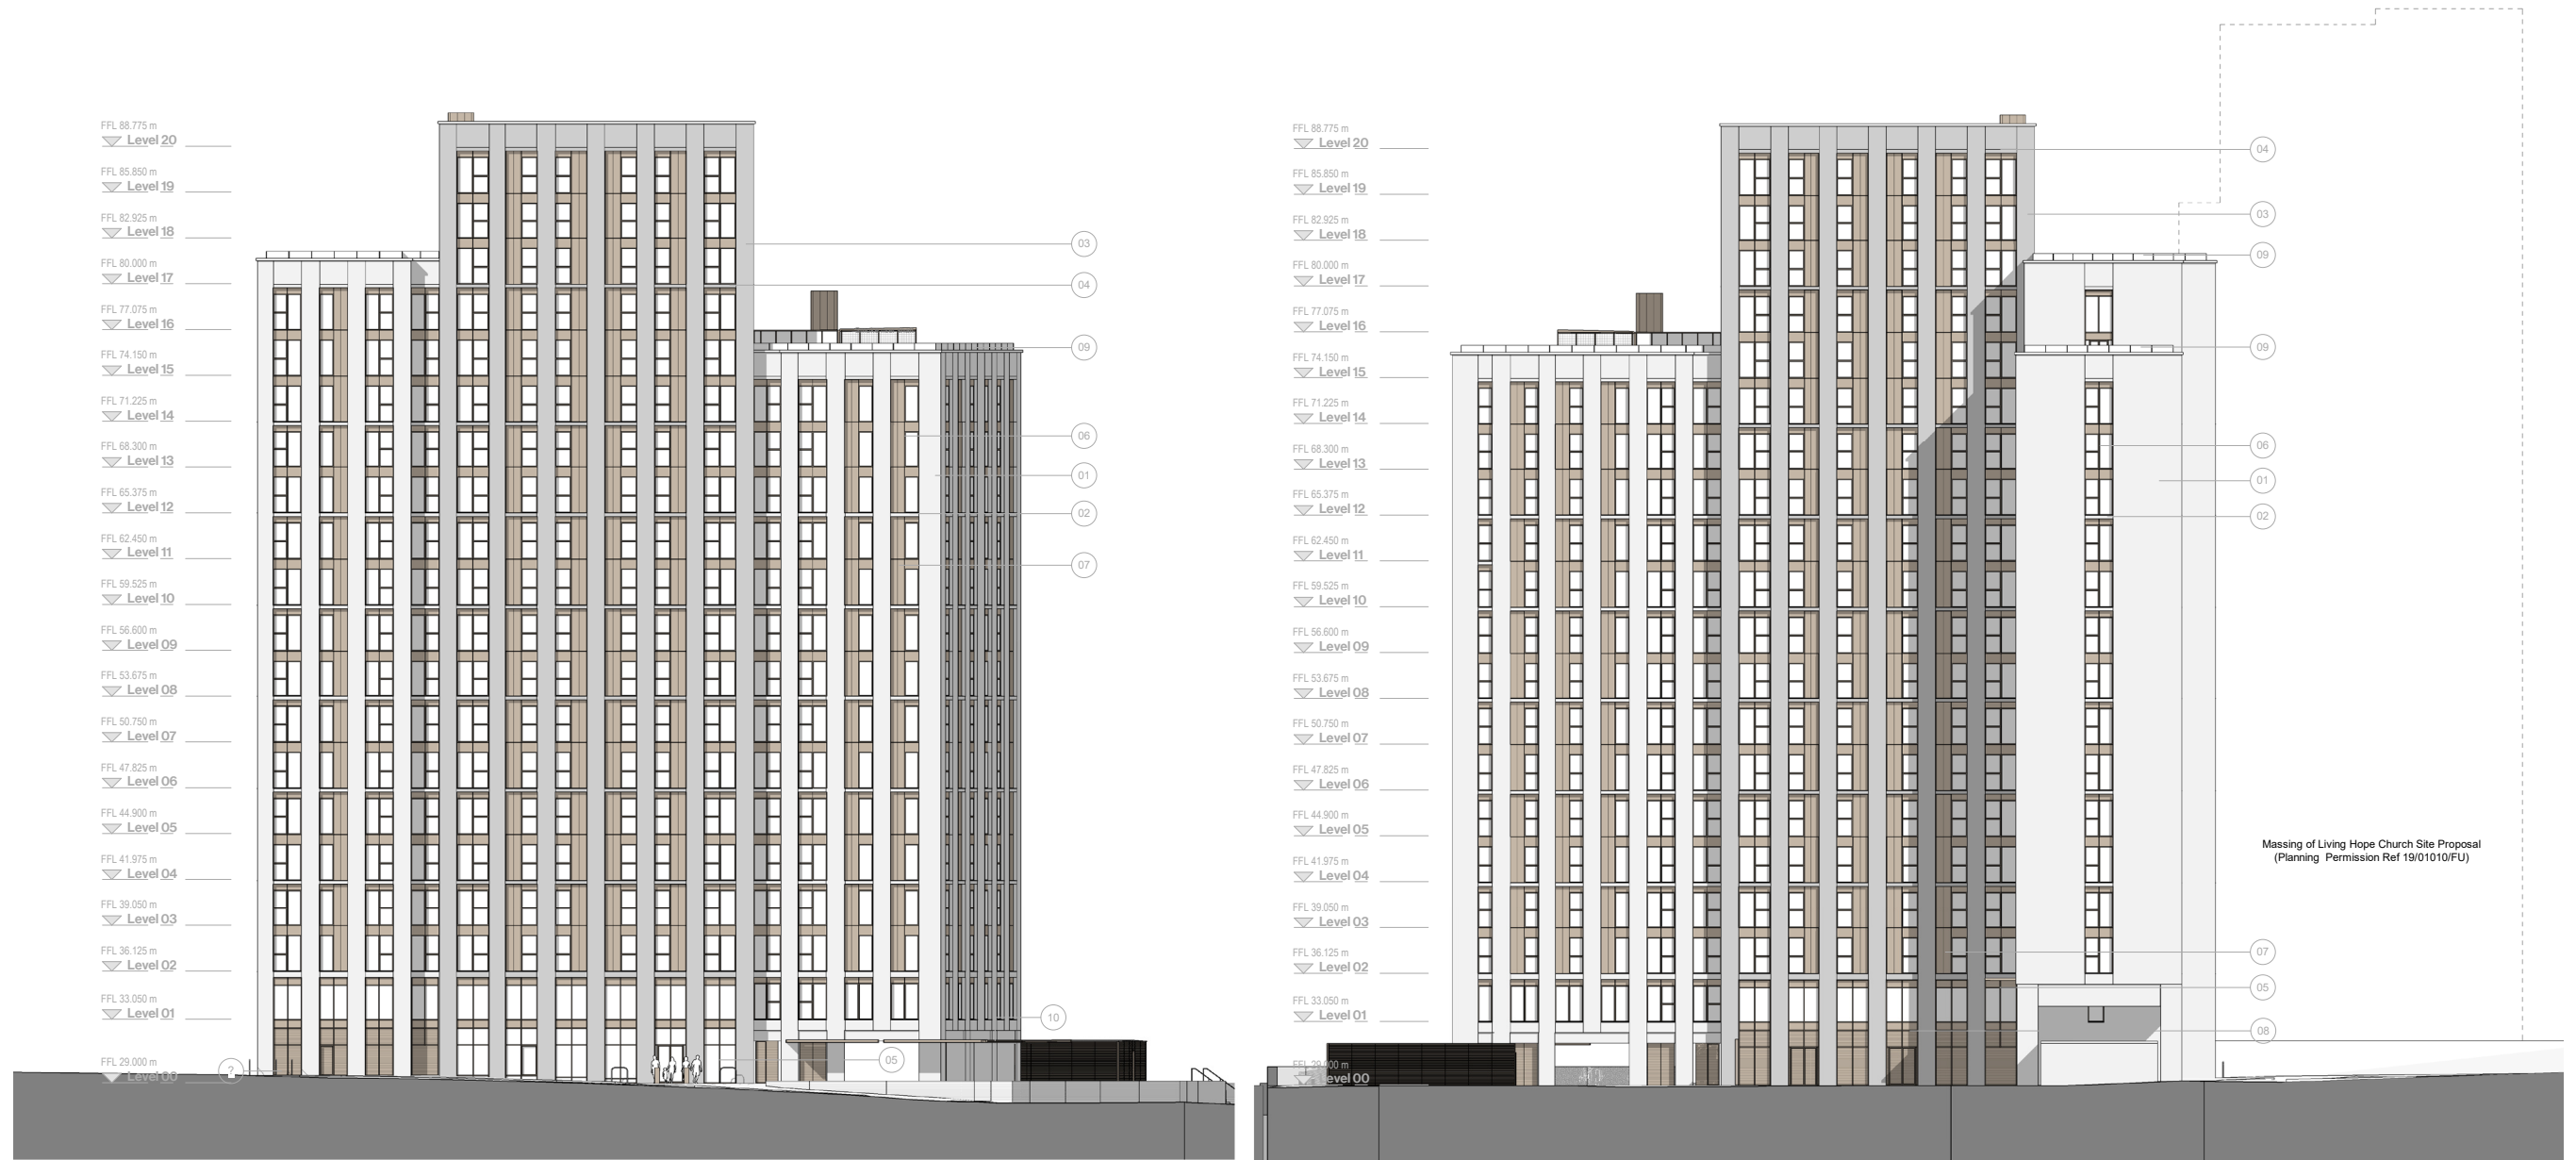 FFL 88.775 m
Level 20
FFL 85.850 m
Level 19
FFL 82.925 m
Level 18
FFL 80.000 m
Level 17
FFL 77.075 m
Level 16
FFL 74.150 m
Level 15
FFL 71.225 m
Level 14
FFL 68.300 m
Level 13
FFL 65.375 m
Level 12
FFL 62.450 m
Level 11
FFL 59.525 m
Level 10
FFL 56.600 m
Level 09
FFL 53.675 m
Level 08
FFL 50.750 m
Level 07
FFL 47.825 m
Level 06
FFL 44.900 m
Level 05
FFL 41.975 m
Level 04
FFL 39.050 m
Level 03
FFL 36.125 m
Level 02
FFL 33.050 m
Level 01
FFL 29.000 m
Level 00
?
03
04
09
06
01
02
07
10
05
FFL 88.775 m
Level 20
FFL 85.850 m
Level 19
FFL 82.925 m
Level 18
FFL 80.000 m
Level 17
FFL 77.075 m
Level 16
FFL 74.150 m
Level 15
FFL 71.225 m
Level 14
FFL 68.300 m
Level 13
FFL 65.375 m
Level 12
FFL 62.450 m
Level 11
FFL 59.525 m
Level 10
FFL 56.600 m
Level 09
FFL 53.675 m
Level 08
FFL 50.750 m
Level 07
FFL 47.825 m
Level 06
FFL 44.900 m
Level 05
FFL 41.975 m
Level 04
FFL 39.050 m
Level 03
FFL 36.125 m
Level 02
FFL 33.050 m
Level 01
FFL 29.000 m
Level 00
04
03
09
09
06
01
02
07
05
08
Massing of Living Hope Church Site Proposal
(Planning Permission Ref 19/01010/FU)